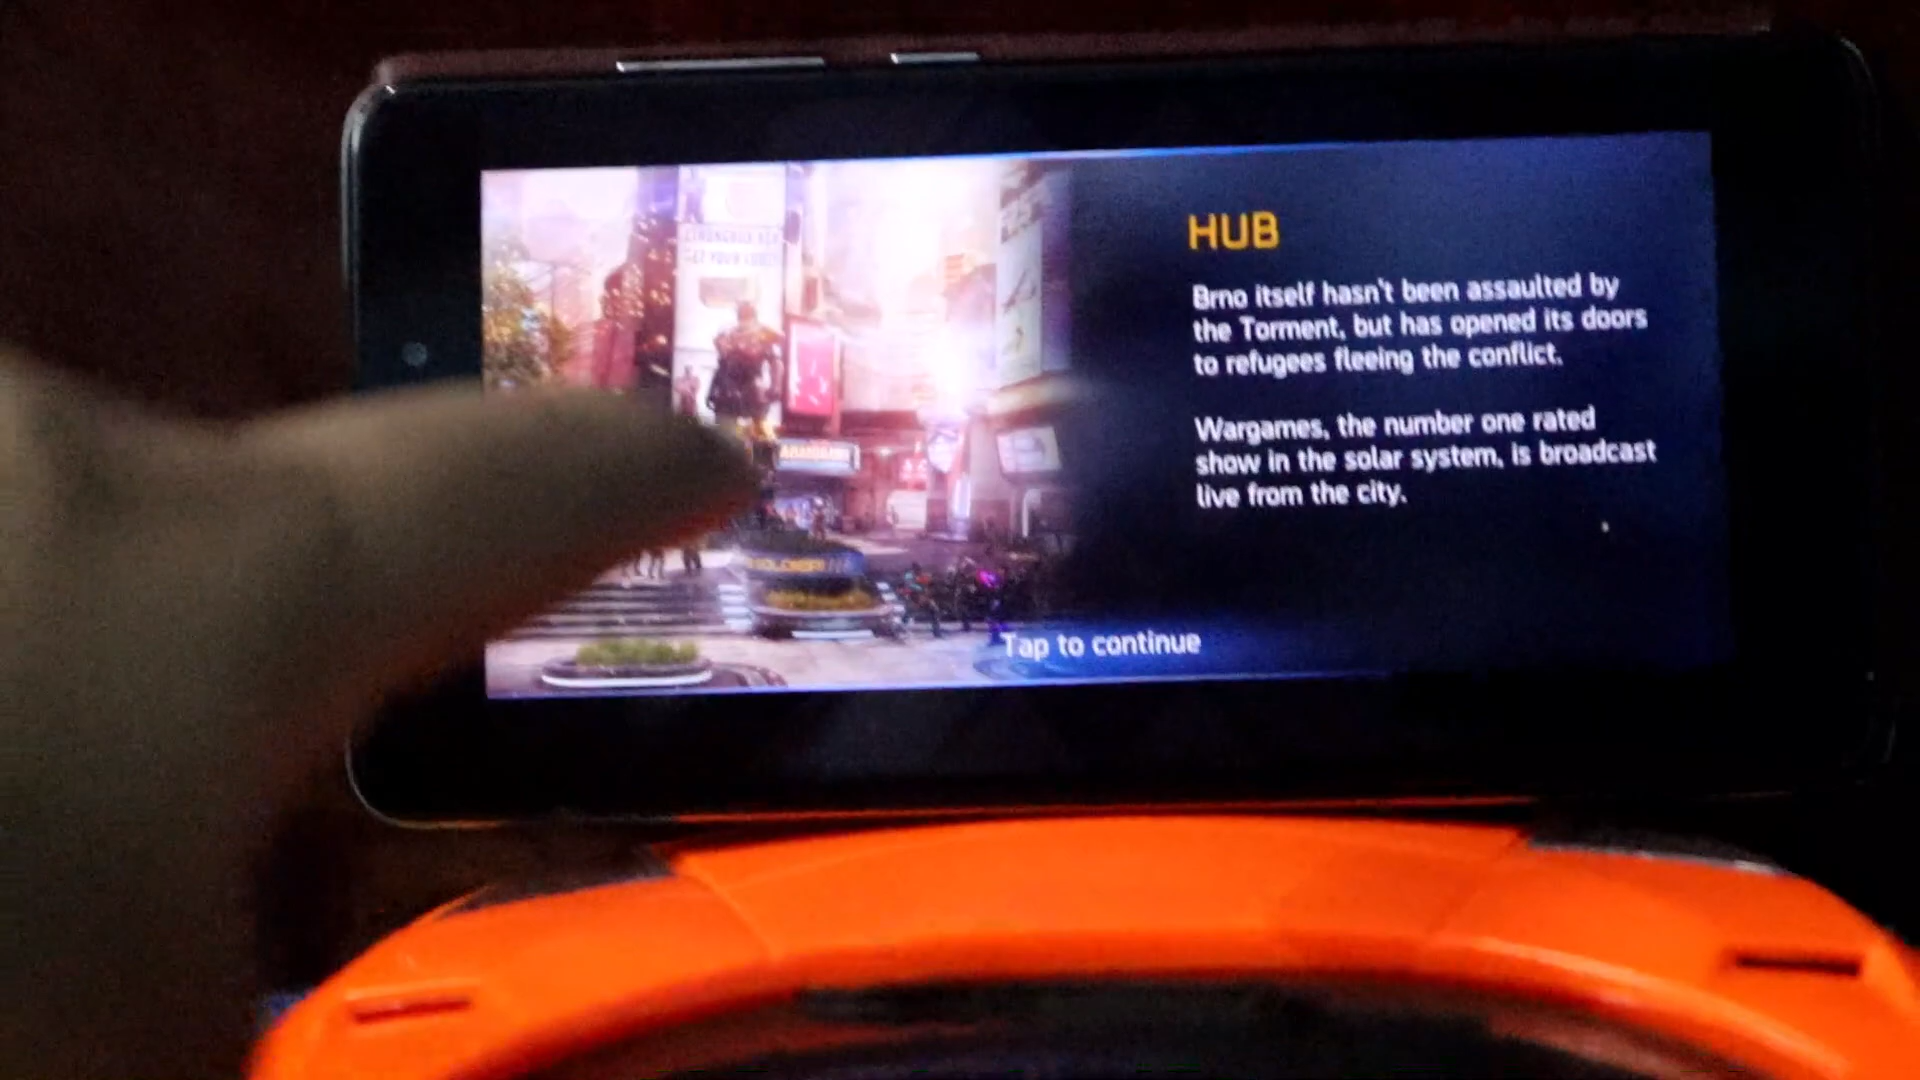 HUB
Brno itself hasn't been assaulted by
the Torment, but has opened its doors
to refugees fleeing the conflict.
Wargames, the number one rated
show in the solar system, is broadcast
live from the city.
Tap to continue
GET YOUR